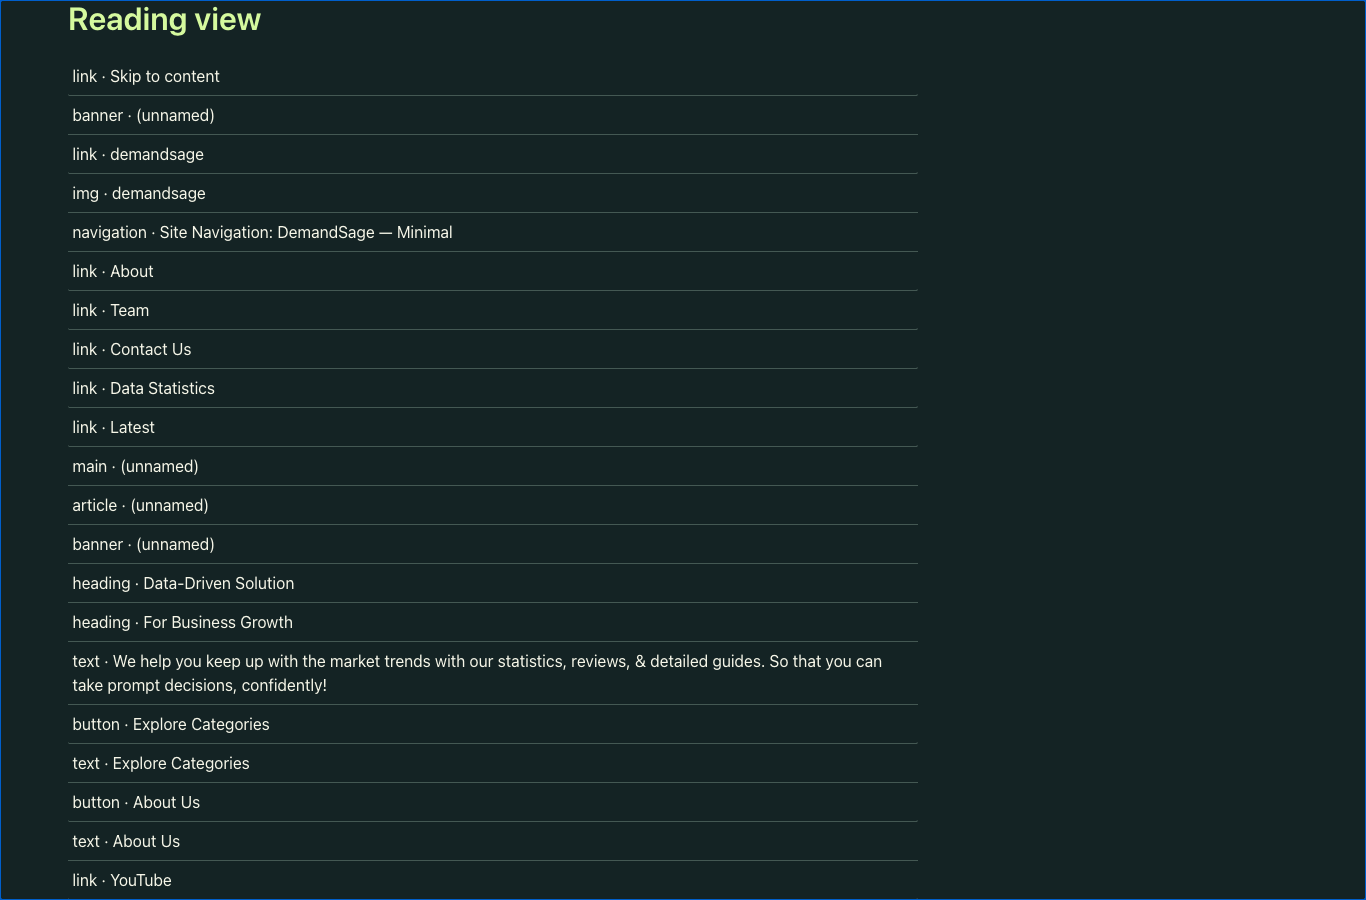 Reading view
link · Skip to content
banner · (unnamed)
link · demandsage
img · demandsage
navigation · Site Navigation: DemandSage — Minimal
link · About
link · Team
link · Contact Us
link · Data Statistics
link · Latest
main · (unnamed)
article · (unnamed)
banner · (unnamed)
heading · Data-Driven Solution
heading · For Business Growth
text · We help you keep up with the market trends with our statistics, reviews, & detailed guides. So that you can
take prompt decisions, confidently!
button · Explore Categories
text · Explore Categories
button · About Us
text · About Us
link · YouTube